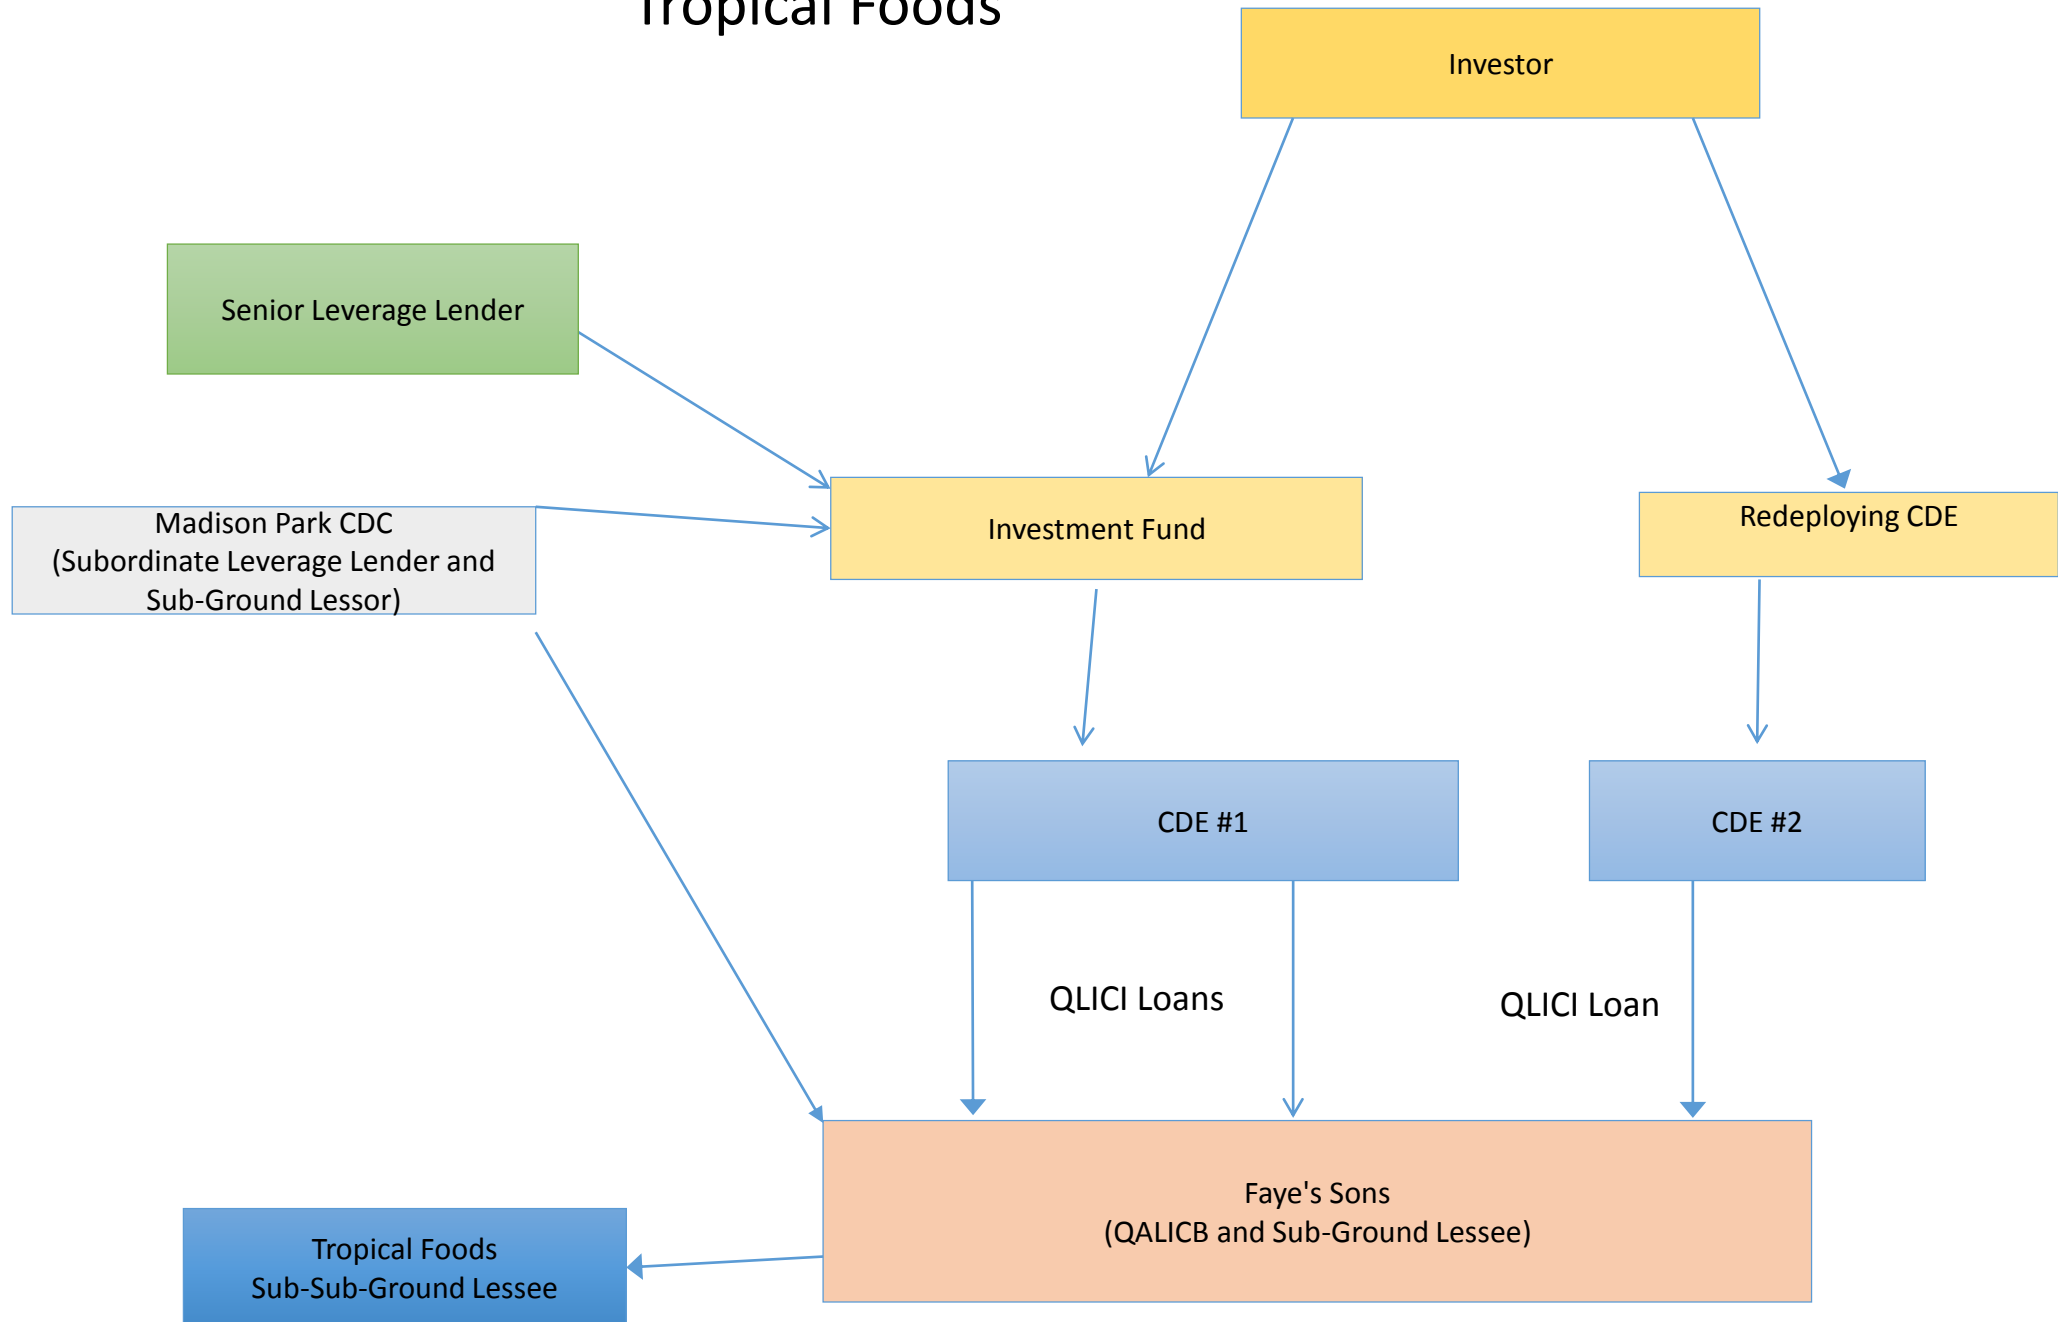 Tropical Foods
Investor
Senior Leverage Lender
Madison Park CDC
(Subordinate Leverage Lender and
Sub-Ground Lessor)
Investment Fund
Redeploying CDE
CDE #1
CDE #2
QLICI Loans
QLICI Loan
Faye's Sons
(QALICB and Sub-Ground Lessee)
Tropical Foods
Sub-Sub-Ground Lessee